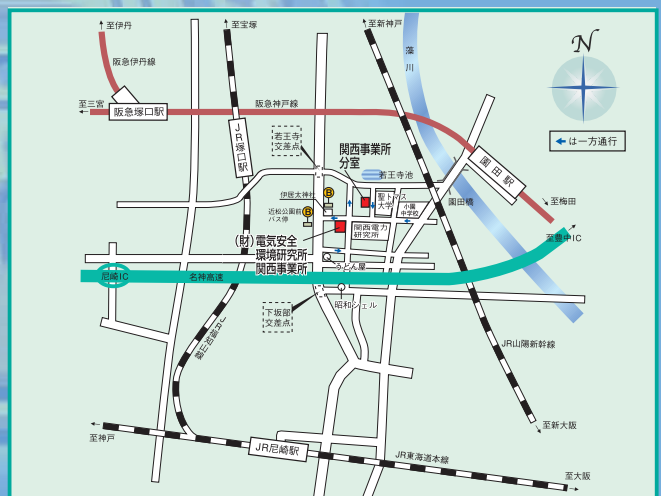 至伊丹
至宝塚
至新神戸
藻川
N
阪急伊丹線
至三宮
阪急塚口駅
阪急神戸線
は一方通行
JR塚口駅
若王寺
交差点
関西事業所
分室
若王寺池
園田駅
園田橋
至梅田
至豊中IC
伊居太神社
B
聖トマス
大学
小園
中学校
近松公園前
バス停
B
関西電力
研究所
(財)電気安全
環境研究所
関西事業所
うどん屋
尼崎IC
名神高速
昭和シェル
下坂部
交差点
JR福知山線
JR山陽新幹線
至新大阪
至神戸
JR尼崎駅
JR東海道本線
至大阪